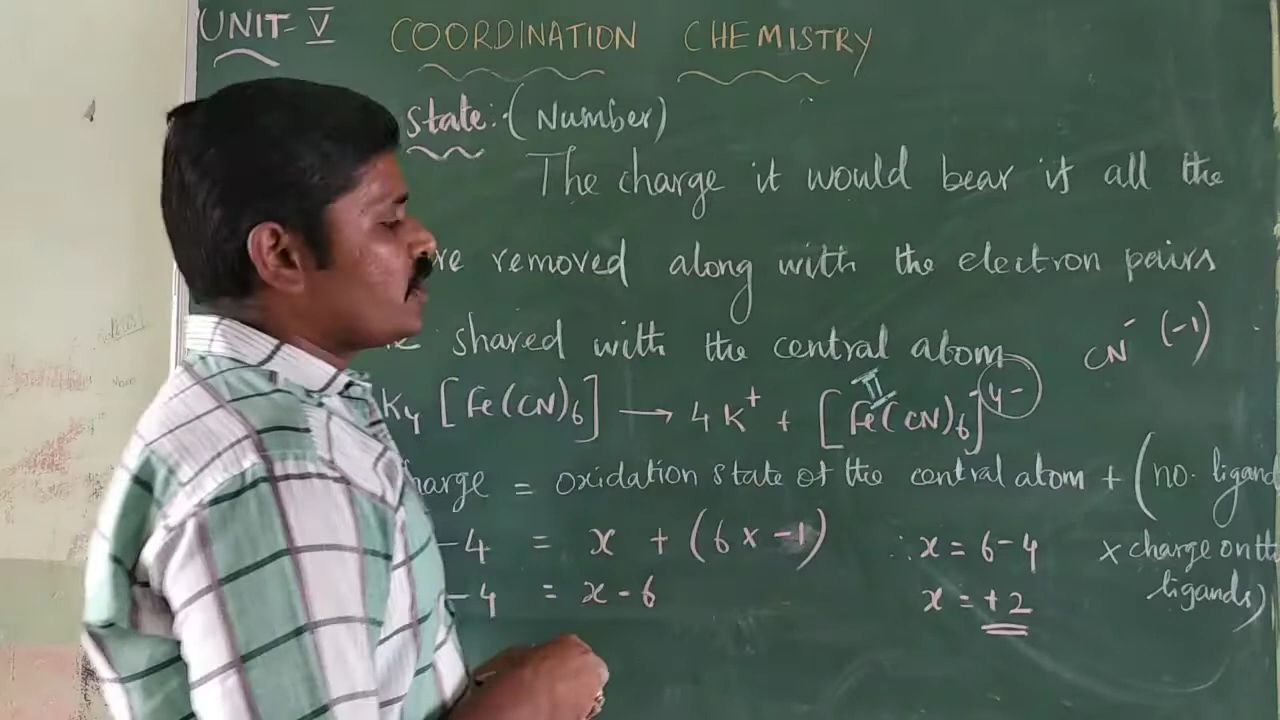 UNIT-V COORDINATION CHEMISTRY
state:- (Number)
The charge it would bear if all the
re removed along with the electron pairs
shared with the central atom
CN⁻ (-1)
K₄ [Fe(CN)₆] → 4K⁺ + [Fe(CN)₆]⁴⁻
II
harge = oxidation state of the central atom + (no. ligand
× charge on the
ligands)
-4 = x + (6 × -1)
∴ x = 6-4
-4 = x - 6
x = +2